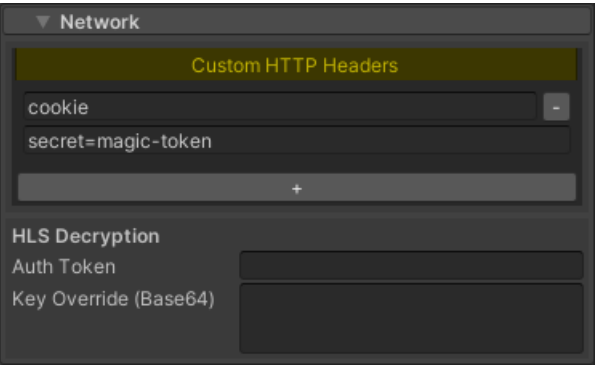 Network
Custom HTTP Headers
cookie
-
secret=magic-token
+
HLS Decryption
Auth Token
Key Override (Base64)